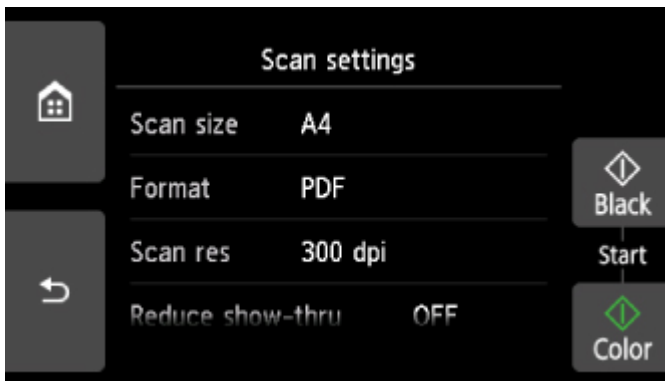 Scan settings
Scan size A4
Format PDF
Scan res 300 dpi
Reduce show-thru OFF
Black
Start
Color